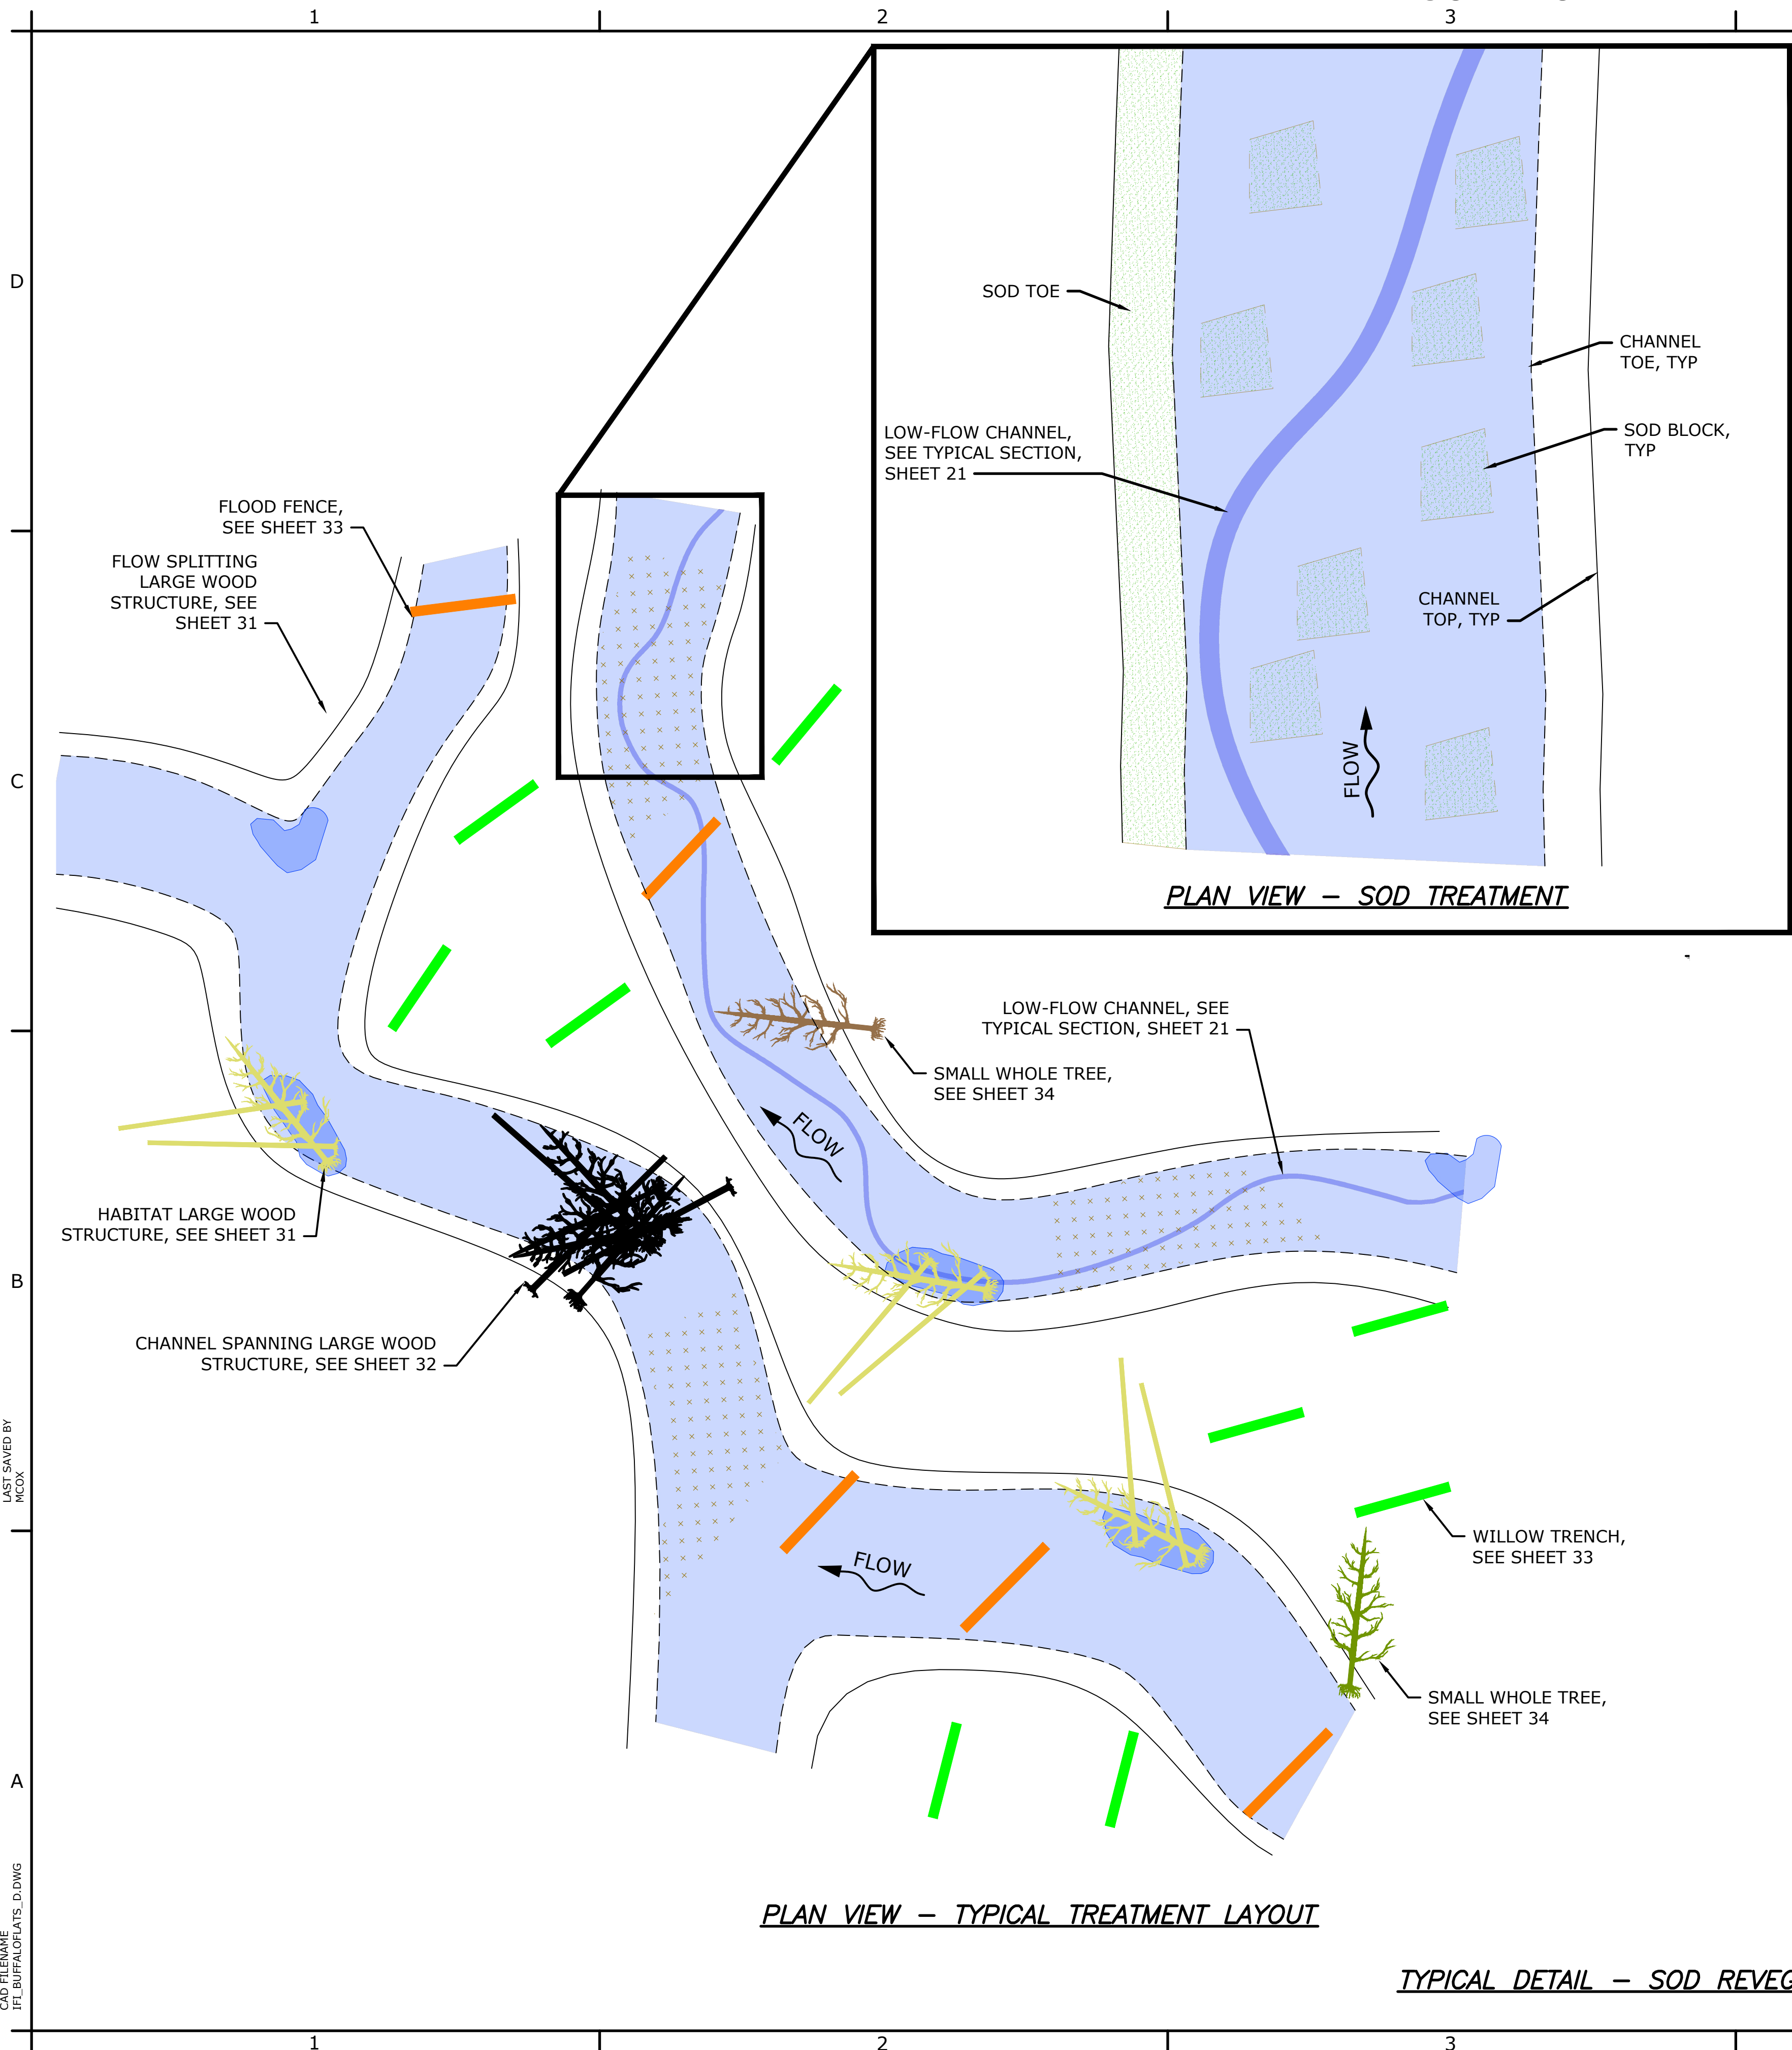 1
2
3
D
C
B
A
SOD TOE
CHANNEL
TOE, TYP
LOW-FLOW CHANNEL,
SEE TYPICAL SECTION,
SHEET 21
SOD BLOCK,
TYP
CHANNEL
TOP, TYP
FLOW
PLAN VIEW – SOD TREATMENT
FLOOD FENCE,
SEE SHEET 33
FLOW SPLITTING
LARGE WOOD
STRUCTURE, SEE
SHEET 31
LOW-FLOW CHANNEL, SEE
TYPICAL SECTION, SHEET 21
SMALL WHOLE TREE,
SEE SHEET 34
FLOW
HABITAT LARGE WOOD
STRUCTURE, SEE SHEET 31
CHANNEL SPANNING LARGE WOOD
STRUCTURE, SEE SHEET 32
WILLOW TRENCH,
SEE SHEET 33
FLOW
SMALL WHOLE TREE,
SEE SHEET 34
PLAN VIEW – TYPICAL TREATMENT LAYOUT
TYPICAL DETAIL – SOD REVEG
LAST SAVED BY
MCOX
CAD FILENAME
IFI_BUFFALOFLATS_D.DWG
1
2
3